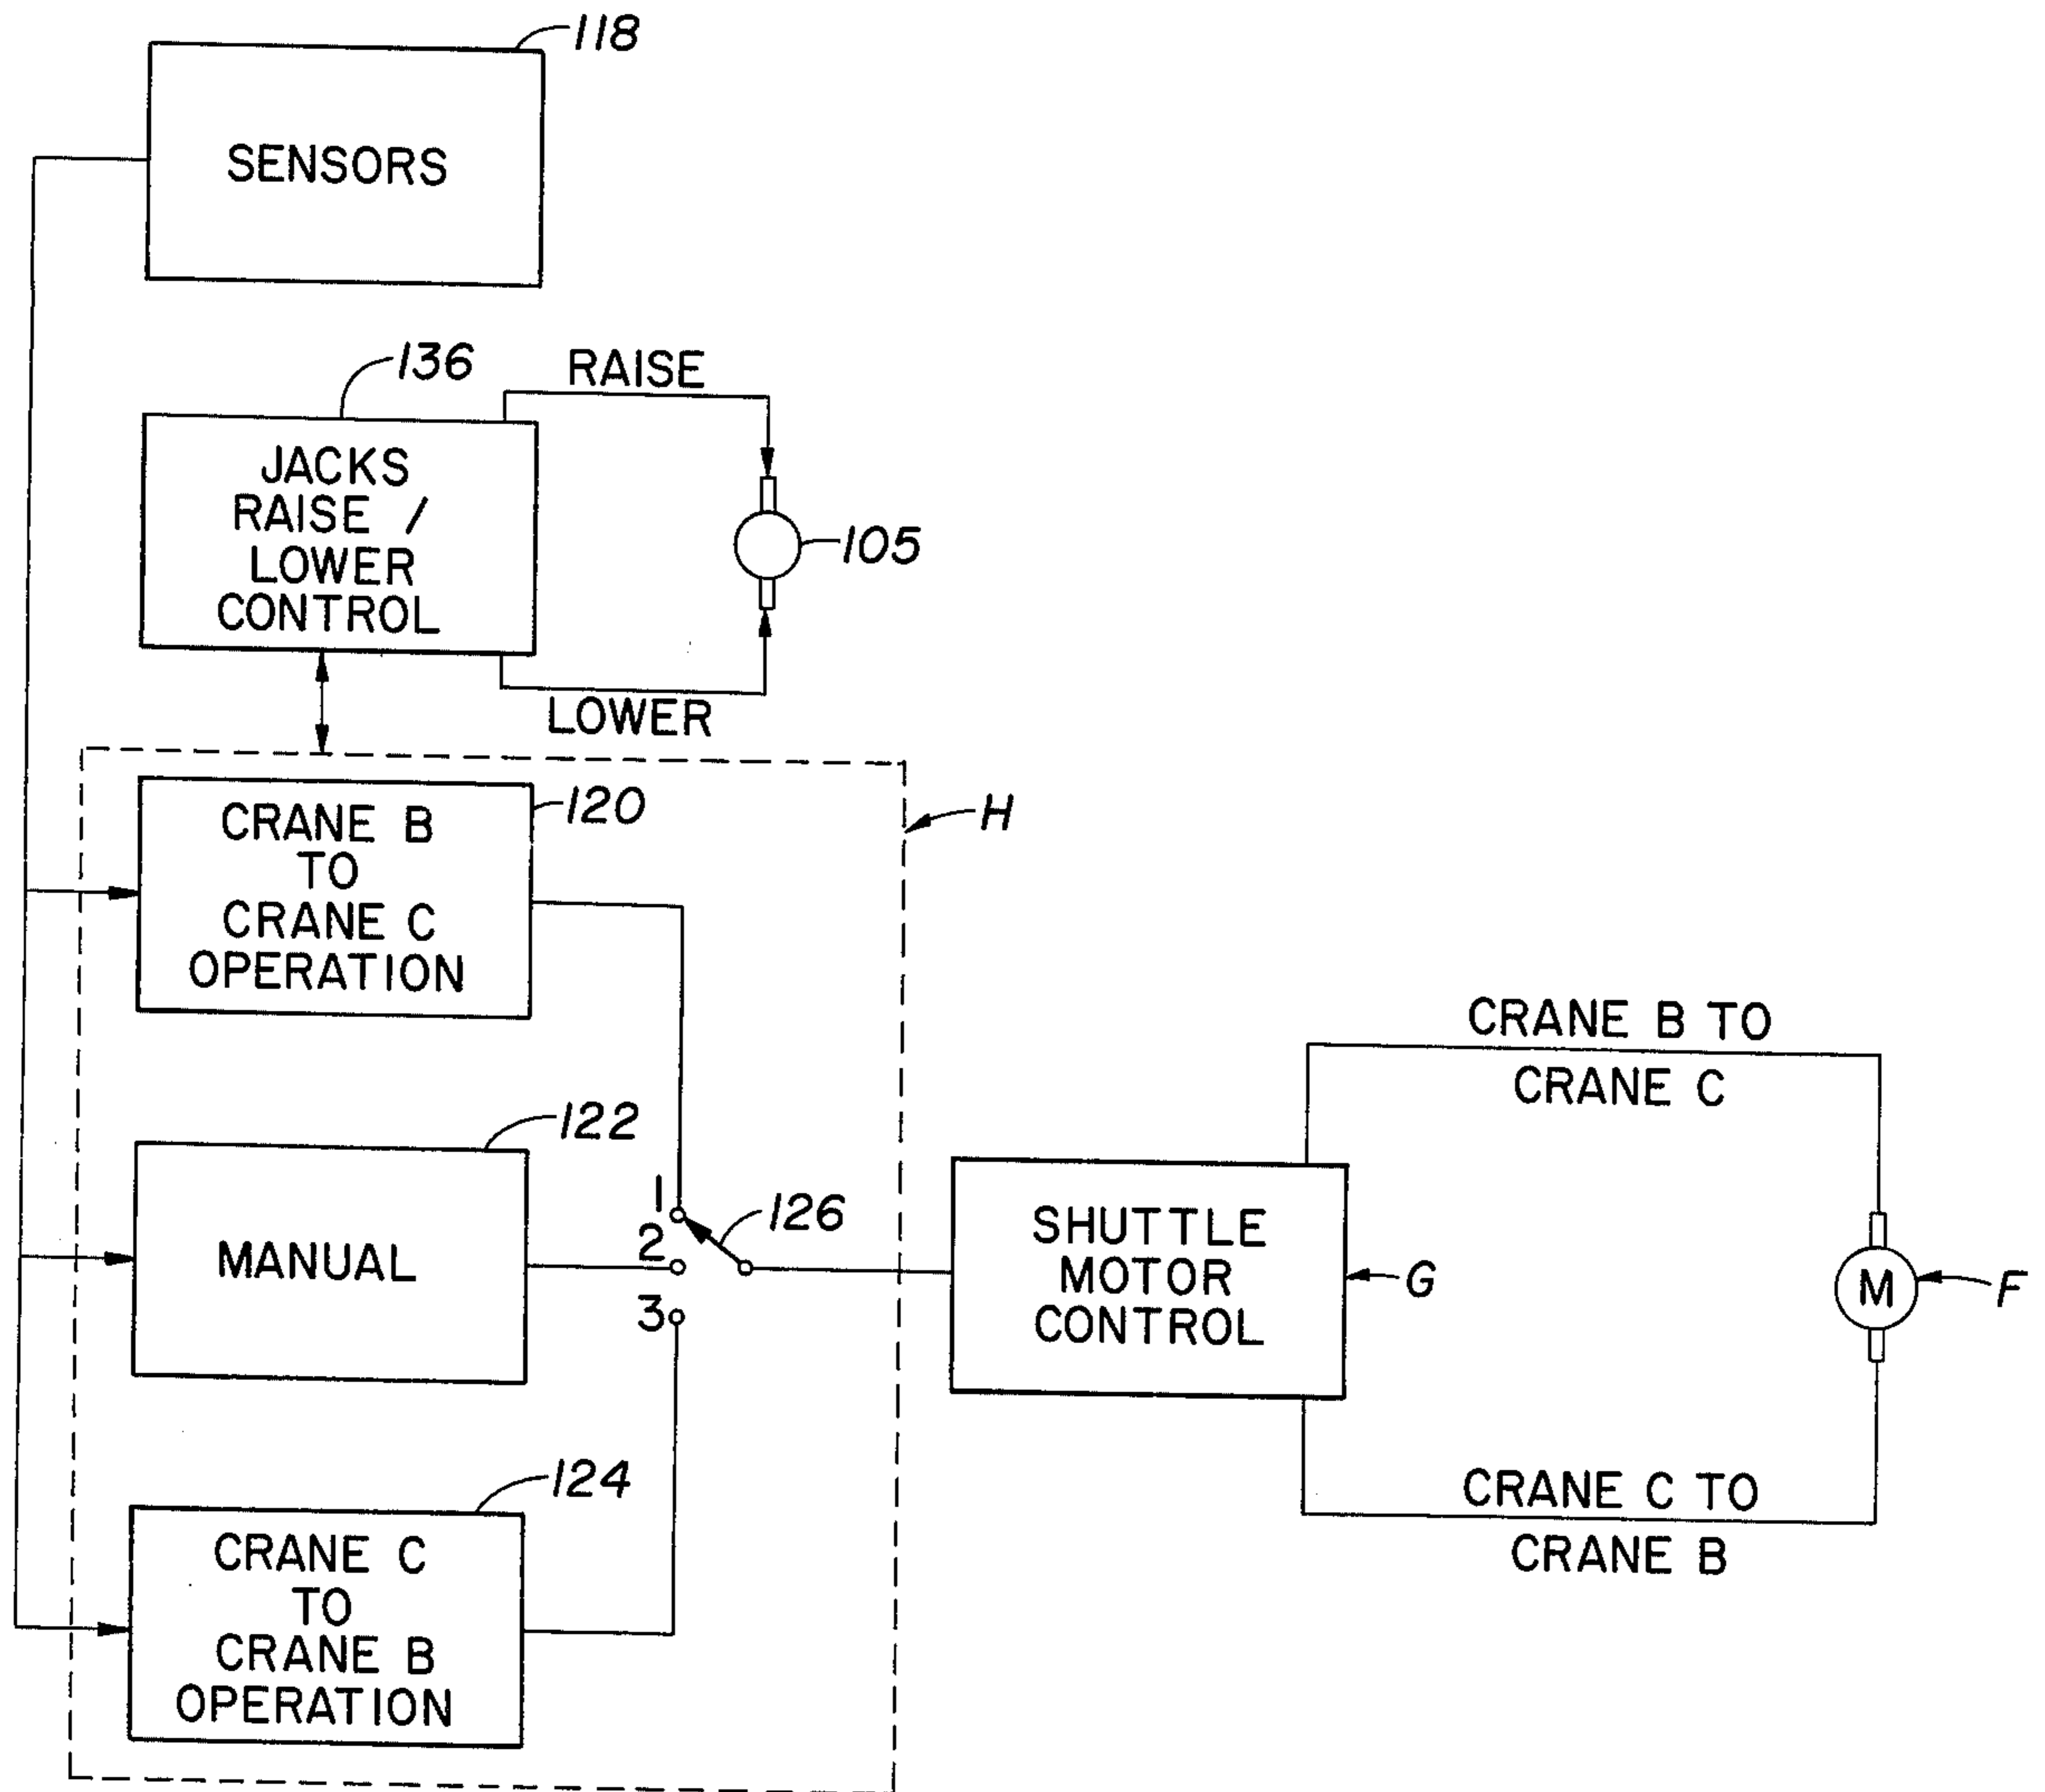 118
SENSORS
136
RAISE
JACKS
RAISE /
LOWER
CONTROL
105
LOWER
120
CRANE B
TO
CRANE C
OPERATION
H
CRANE B TO
CRANE C
122
MANUAL
1
2
3
126
SHUTTLE
MOTOR
CONTROL
G
M
F
124
CRANE C
TO
CRANE B
OPERATION
CRANE C TO
CRANE B